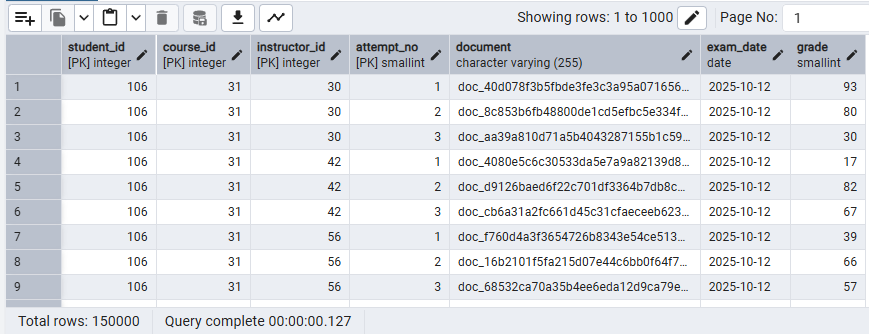 Showing rows: 1 to 1000 Page No: 1
student_id course_id instructor_id attempt_no document exam_date grade
[PK] integer [PK] integer [PK] integer [PK] smallint character varying (255) date smallint
1 106 31 30 1 doc_40d078f3b5fbde3fe3c3a95a071656... 2025-10-12 93
2 106 31 30 2 doc_8c853b6fb48800de1cd5efbc5e334f... 2025-10-12 80
3 106 31 30 3 doc_aa39a810d71a5b4043287155b1c59... 2025-10-12 30
4 106 31 42 1 doc_4080e5c6c30533da5e7a9a82139d8... 2025-10-12 17
5 106 31 42 2 doc_d9126baed6f22c701df3364b7db8c... 2025-10-12 82
6 106 31 42 3 doc_cb6a31a2fc661d45c31cfaeceeb623... 2025-10-12 67
7 106 31 56 1 doc_f760d4a3f3654726b8343e54ce513... 2025-10-12 39
8 106 31 56 2 doc_16b2101f5fa215d07e44c6bb0f64f7... 2025-10-12 66
9 106 31 56 3 doc_68532ca70a35b4ee6eda12d9ca79e... 2025-10-12 57
Total rows: 150000 Query complete 00:00:00.127